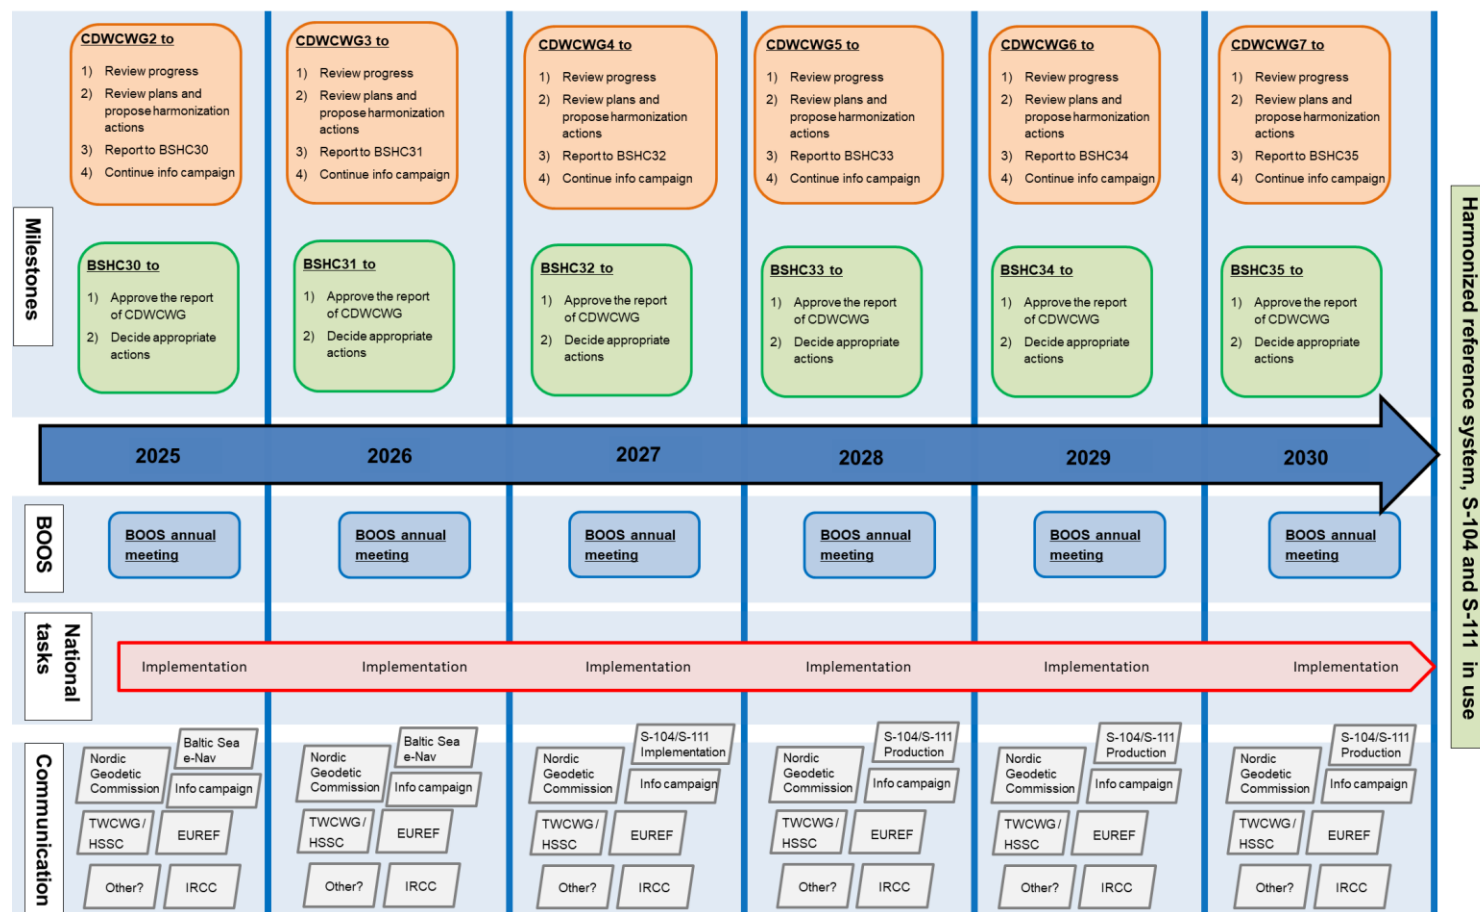 CDWCWG2 to
1) Review progress
2) Review plans and
propose harmonization
actions
3) Report to BSHC30
4) Continue info campaign
CDWCWG3 to
1) Review progress
2) Review plans and
propose harmonization
actions
3) Report to BSHC31
4) Continue info campaign
CDWCWG4 to
1) Review progress
2) Review plans and
propose harmonization
actions
3) Report to BSHC32
4) Continue info campaign
CDWCWG5 to
1) Review progress
2) Review plans and
propose harmonization
actions
3) Report to BSHC33
4) Continue info campaign
CDWCWG6 to
1) Review progress
2) Review plans and
propose harmonization
actions
3) Report to BSHC34
4) Continue info campaign
CDWCWG7 to
1) Review progress
2) Review plans and
propose harmonization
actions
3) Report to BSHC35
4) Continue info campaign
Milestones
BSHC30 to
1) Approve the report
of CDWCWG
2) Decide appropriate
actions
BSHC31 to
1) Approve the report
of CDWCWG
2) Decide appropriate
actions
BSHC32 to
1) Approve the report
of CDWCWG
2) Decide appropriate
actions
BSHC33 to
1) Approve the report
of CDWCWG
2) Decide appropriate
actions
BSHC34 to
1) Approve the report
of CDWCWG
2) Decide appropriate
actions
BSHC35 to
1) Approve the report
of CDWCWG
2) Decide appropriate
actions
2025
2026
2027
2028
2029
2030
Harmonized reference system, S-104 and S-111 in use
BOOS
BOOS annual
meeting
BOOS annual
meeting
BOOS annual
meeting
BOOS annual
meeting
BOOS annual
meeting
BOOS annual
meeting
National
tasks
Implementation
Implementation
Implementation
Implementation
Implementation
Implementation
Communication
Nordic
Geodetic
Commission
Baltic Sea
e-Nav
Info campaign
TWCWG /
HSSC
EUREF
Other?
IRCC
Nordic
Geodetic
Commission
Baltic Sea
e-Nav
Info campaign
TWCWG /
HSSC
EUREF
Other?
IRCC
Nordic
Geodetic
Commission
S-104/S-111
Implementation
Info campaign
TWCWG /
HSSC
EUREF
Other?
IRCC
Nordic
Geodetic
Commission
S-104/S-111
Production
Info campaign
TWCWG /
HSSC
EUREF
Other?
IRCC
Nordic
Geodetic
Commission
S-104/S-111
Production
Info campaign
TWCWG /
HSSC
EUREF
Other?
IRCC
Nordic
Geodetic
Commission
S-104/S-111
Production
Info campaign
TWCWG /
HSSC
EUREF
Other?
IRCC